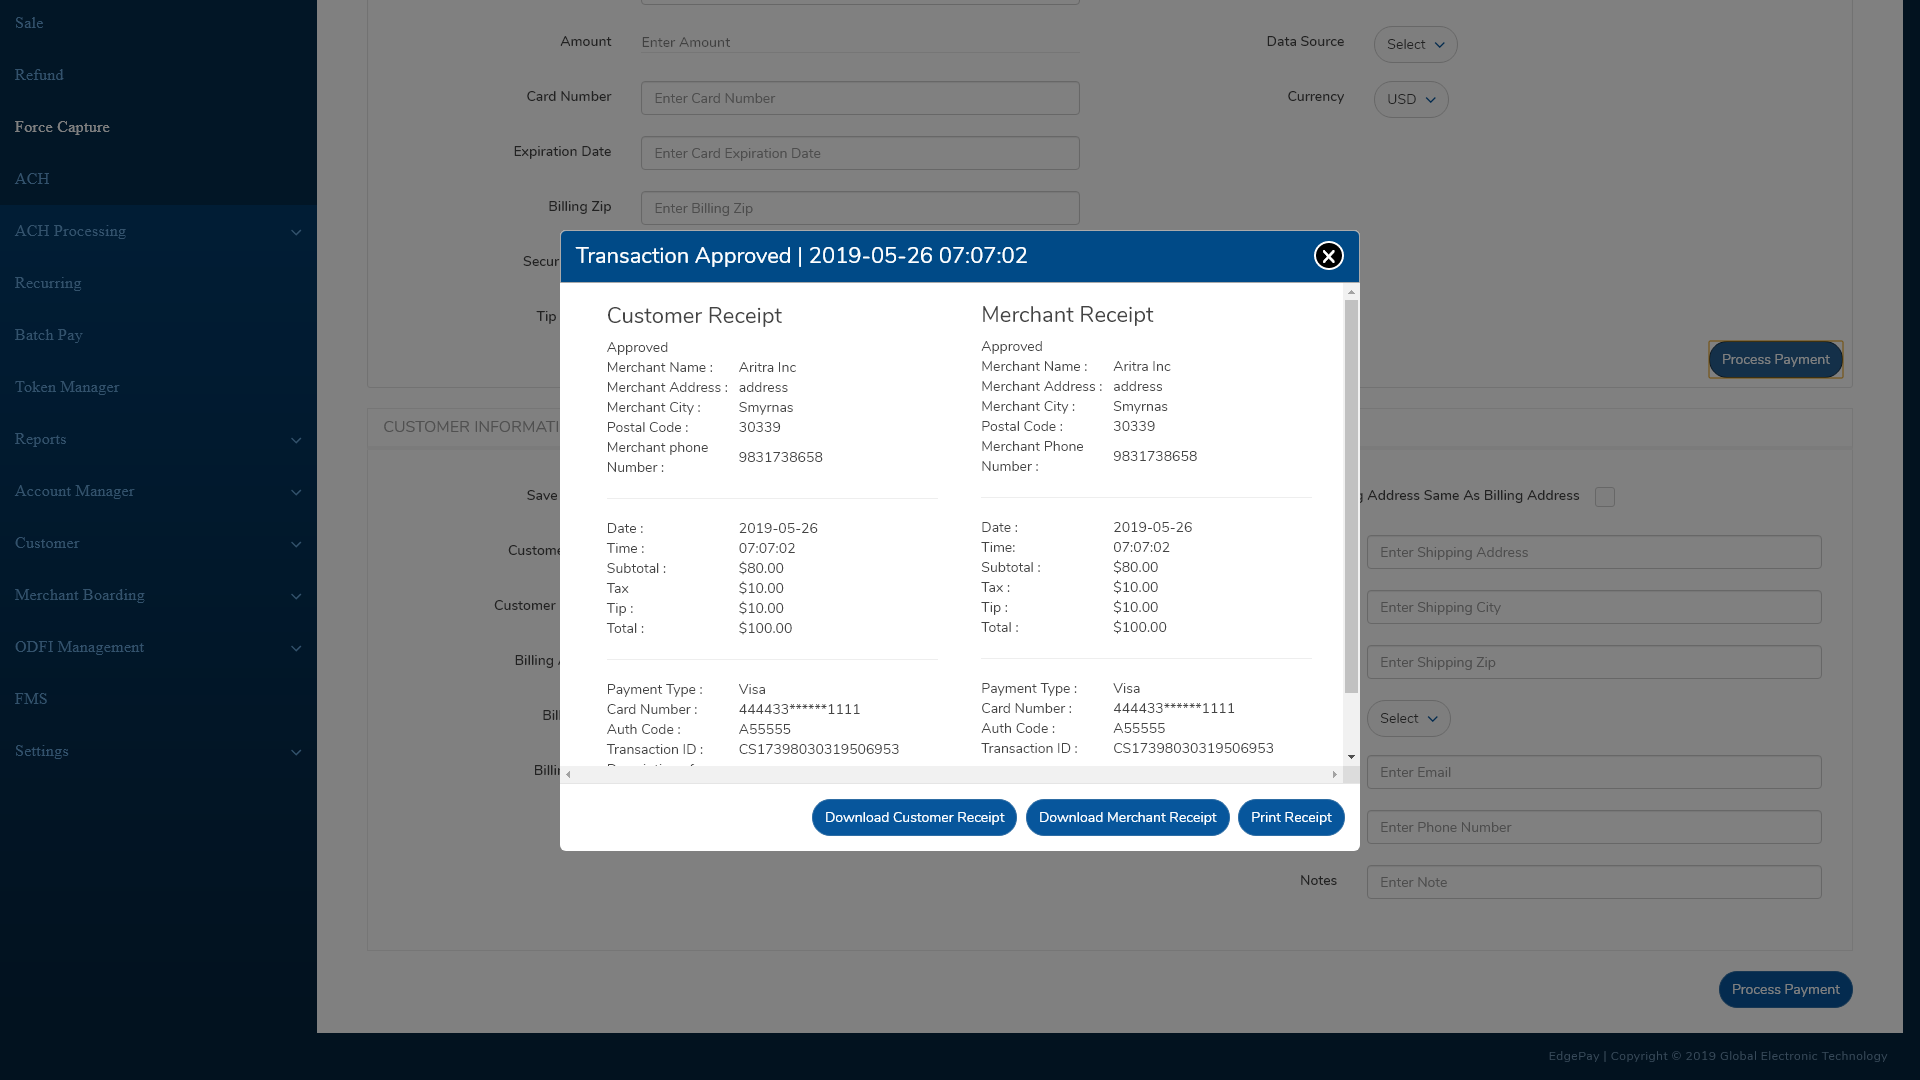 Sale
Refund
Force Capture
ACH
ACH Processing
Recurring
Batch Pay
Token Manager
Reports
Account Manager
Customer
Merchant Boarding
ODFI Management
FMS
Settings
Amount
Enter Amount
Data Source
Select
Card Number
Enter Card Number
Currency
USD
Expiration Date
Enter Card Expiration Date
Billing Zip
Enter Billing Zip
Secur
Tip
Process Payment
Transaction Approved | 2019-05-26 07:07:02
Customer Receipt
Approved
Merchant Name : Aritra Inc
Merchant Address : address
Merchant City : Smyrnas
Postal Code : 30339
Merchant phone
Number : 9831738658
Date : 2019-05-26
Time : 07:07:02
Subtotal : $80.00
Tax $10.00
Tip : $10.00
Total : $100.00
Payment Type : Visa
Card Number : 444433******1111
Auth Code : A55555
Transaction ID : CS17398030319506953
Merchant Receipt
Approved
Merchant Name : Aritra Inc
Merchant Address : address
Merchant City : Smyrnas
Postal Code : 30339
Merchant Phone
Number : 9831738658
Date : 2019-05-26
Time: 07:07:02
Subtotal : $80.00
Tax : $10.00
Tip : $10.00
Total : $100.00
Payment Type : Visa
Card Number : 444433******1111
Auth Code : A55555
Transaction ID : CS17398030319506953
Download Customer Receipt
Download Merchant Receipt
Print Receipt
CUSTOMER INFORMATI
Save
Custome
Customer
Billing
Bil
Billin
Address Same As Billing Address
Enter Shipping Address
Enter Shipping City
Enter Shipping Zip
Select
Enter Email
Enter Phone Number
Notes
Enter Note
Process Payment
EdgePay | Copyright © 2019 Global Electronic Technology